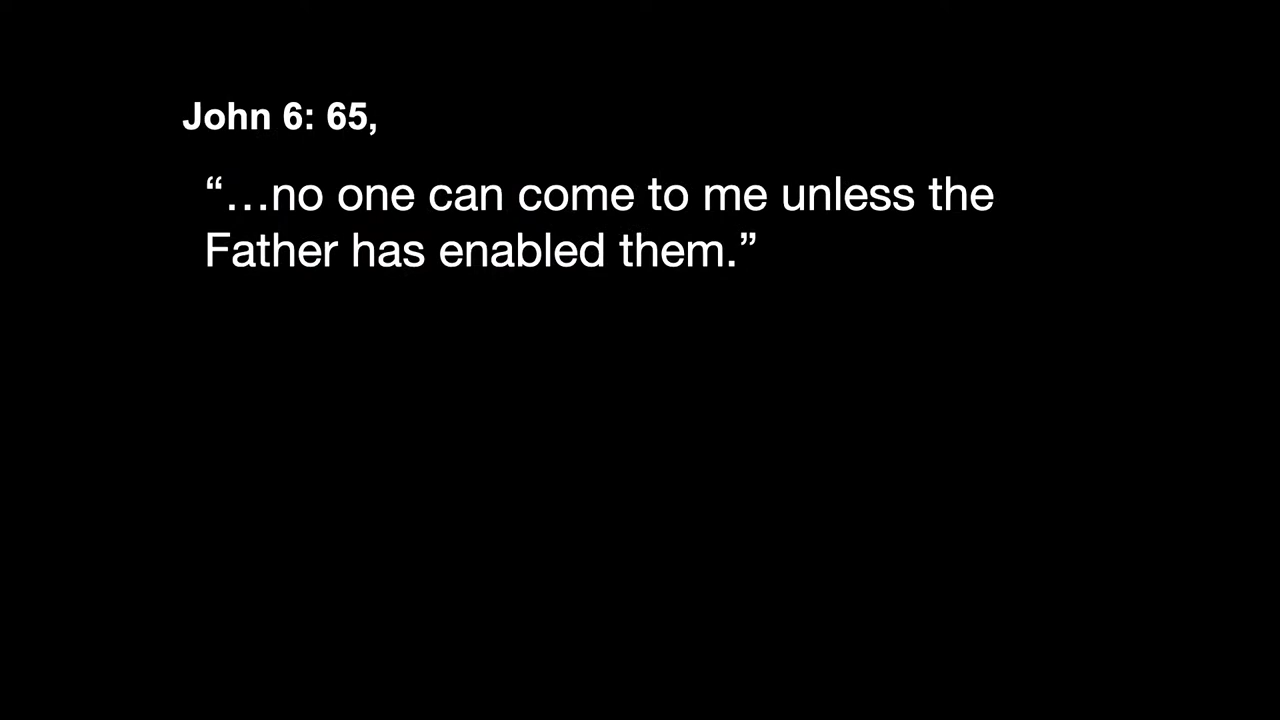 John 6: 65,
“…no one can come to me unless the
Father has enabled them.”